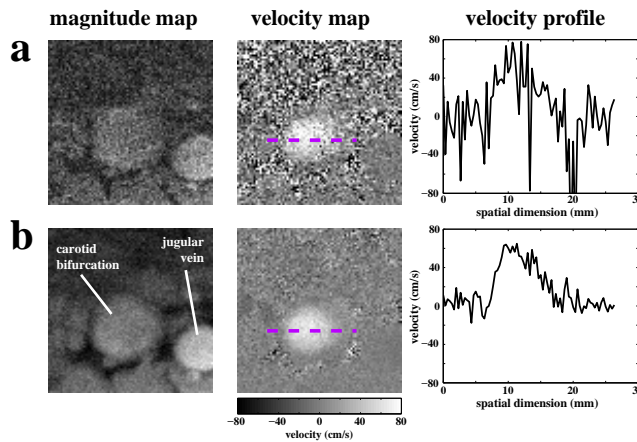 magnitude map
velocity map
velocity profile
a
80
40
0
−40
−80
velocity (cm/s)
0
10
20
3
spatial dimension (mm)
b
carotid
bifurcation
jugular
vein
80
40
0
−40
−80
velocity (cm/s)
0
10
20
3
spatial dimension (mm)
−80
−40
0
40
80
velocity (cm/s)